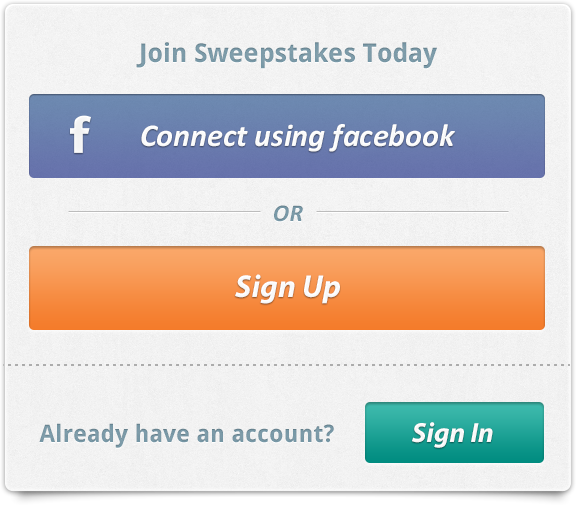 Join Sweepstakes Today
f Connect using facebook
OR
Sign Up
Already have an account? Sign In